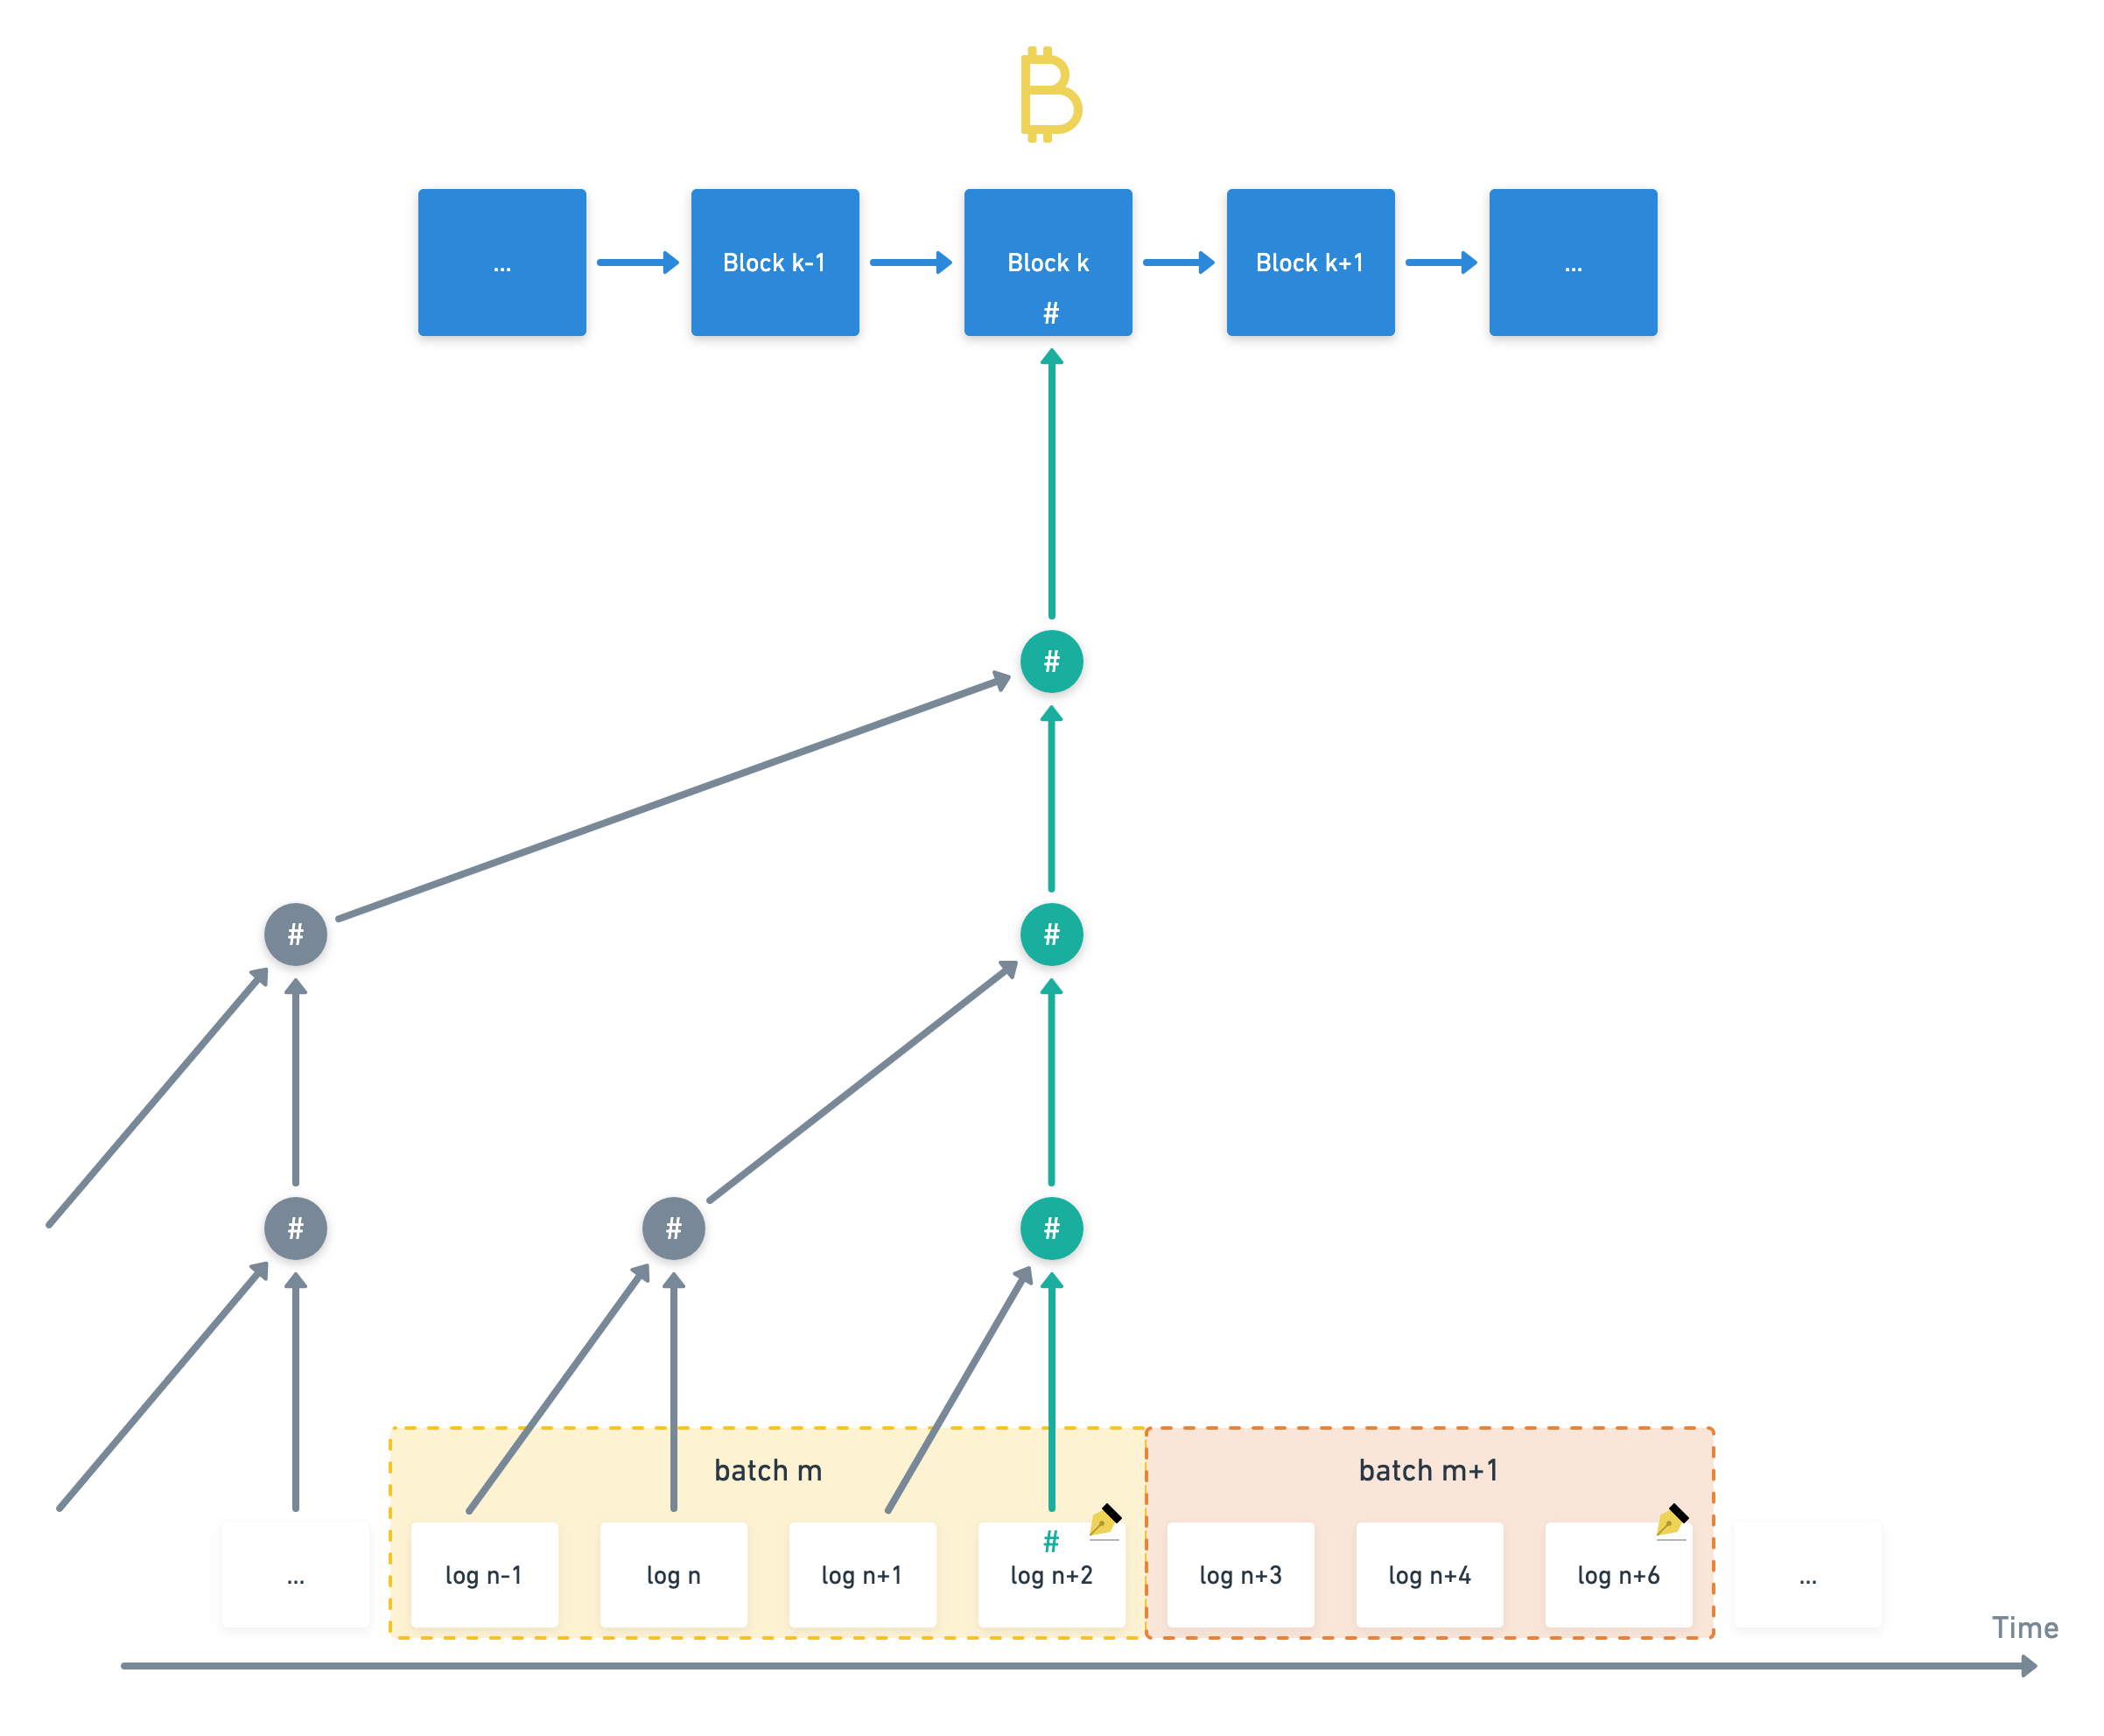 ...
Block k-1
Block k
#
Block k+1
...
#
#
#
#
#
#
batch m
batch m+1
...
log n-1
log n
log n+1
#
log n+2
log n+3
log n+4
log n+6
...
Time